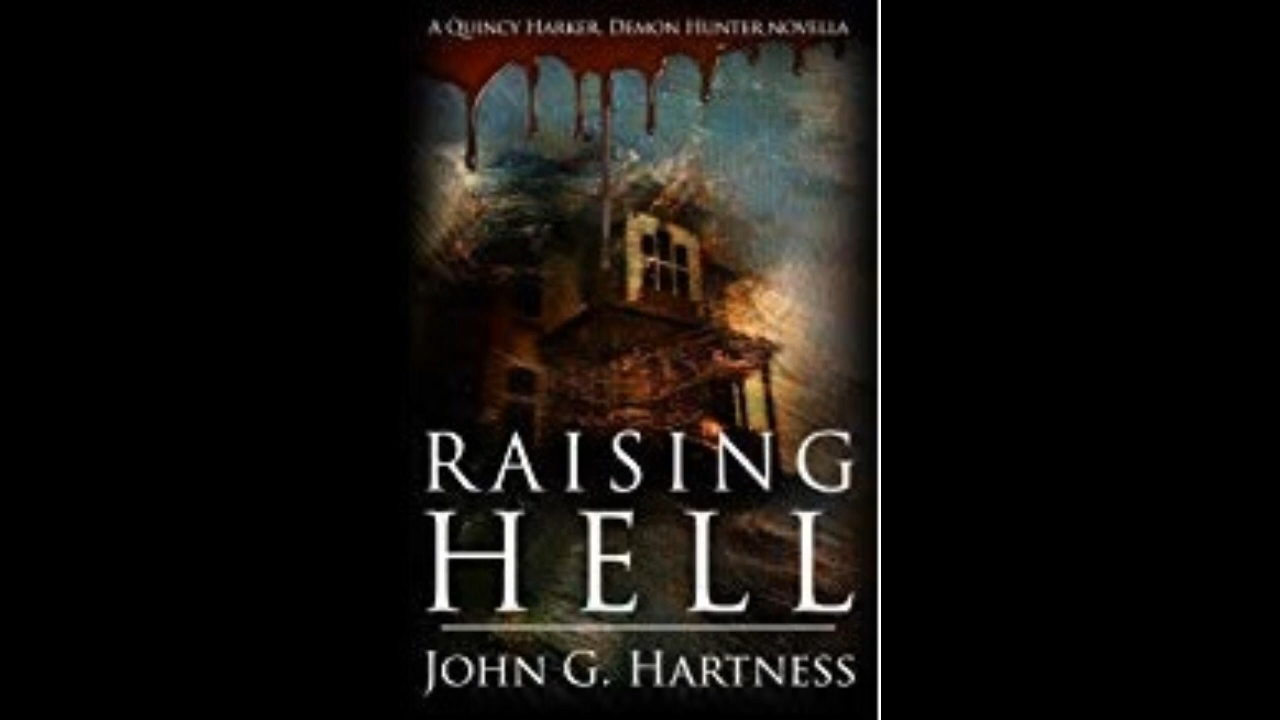 A Quincy Harker, Demon Hunter novella
RAISING
HELL
John G. Hartness